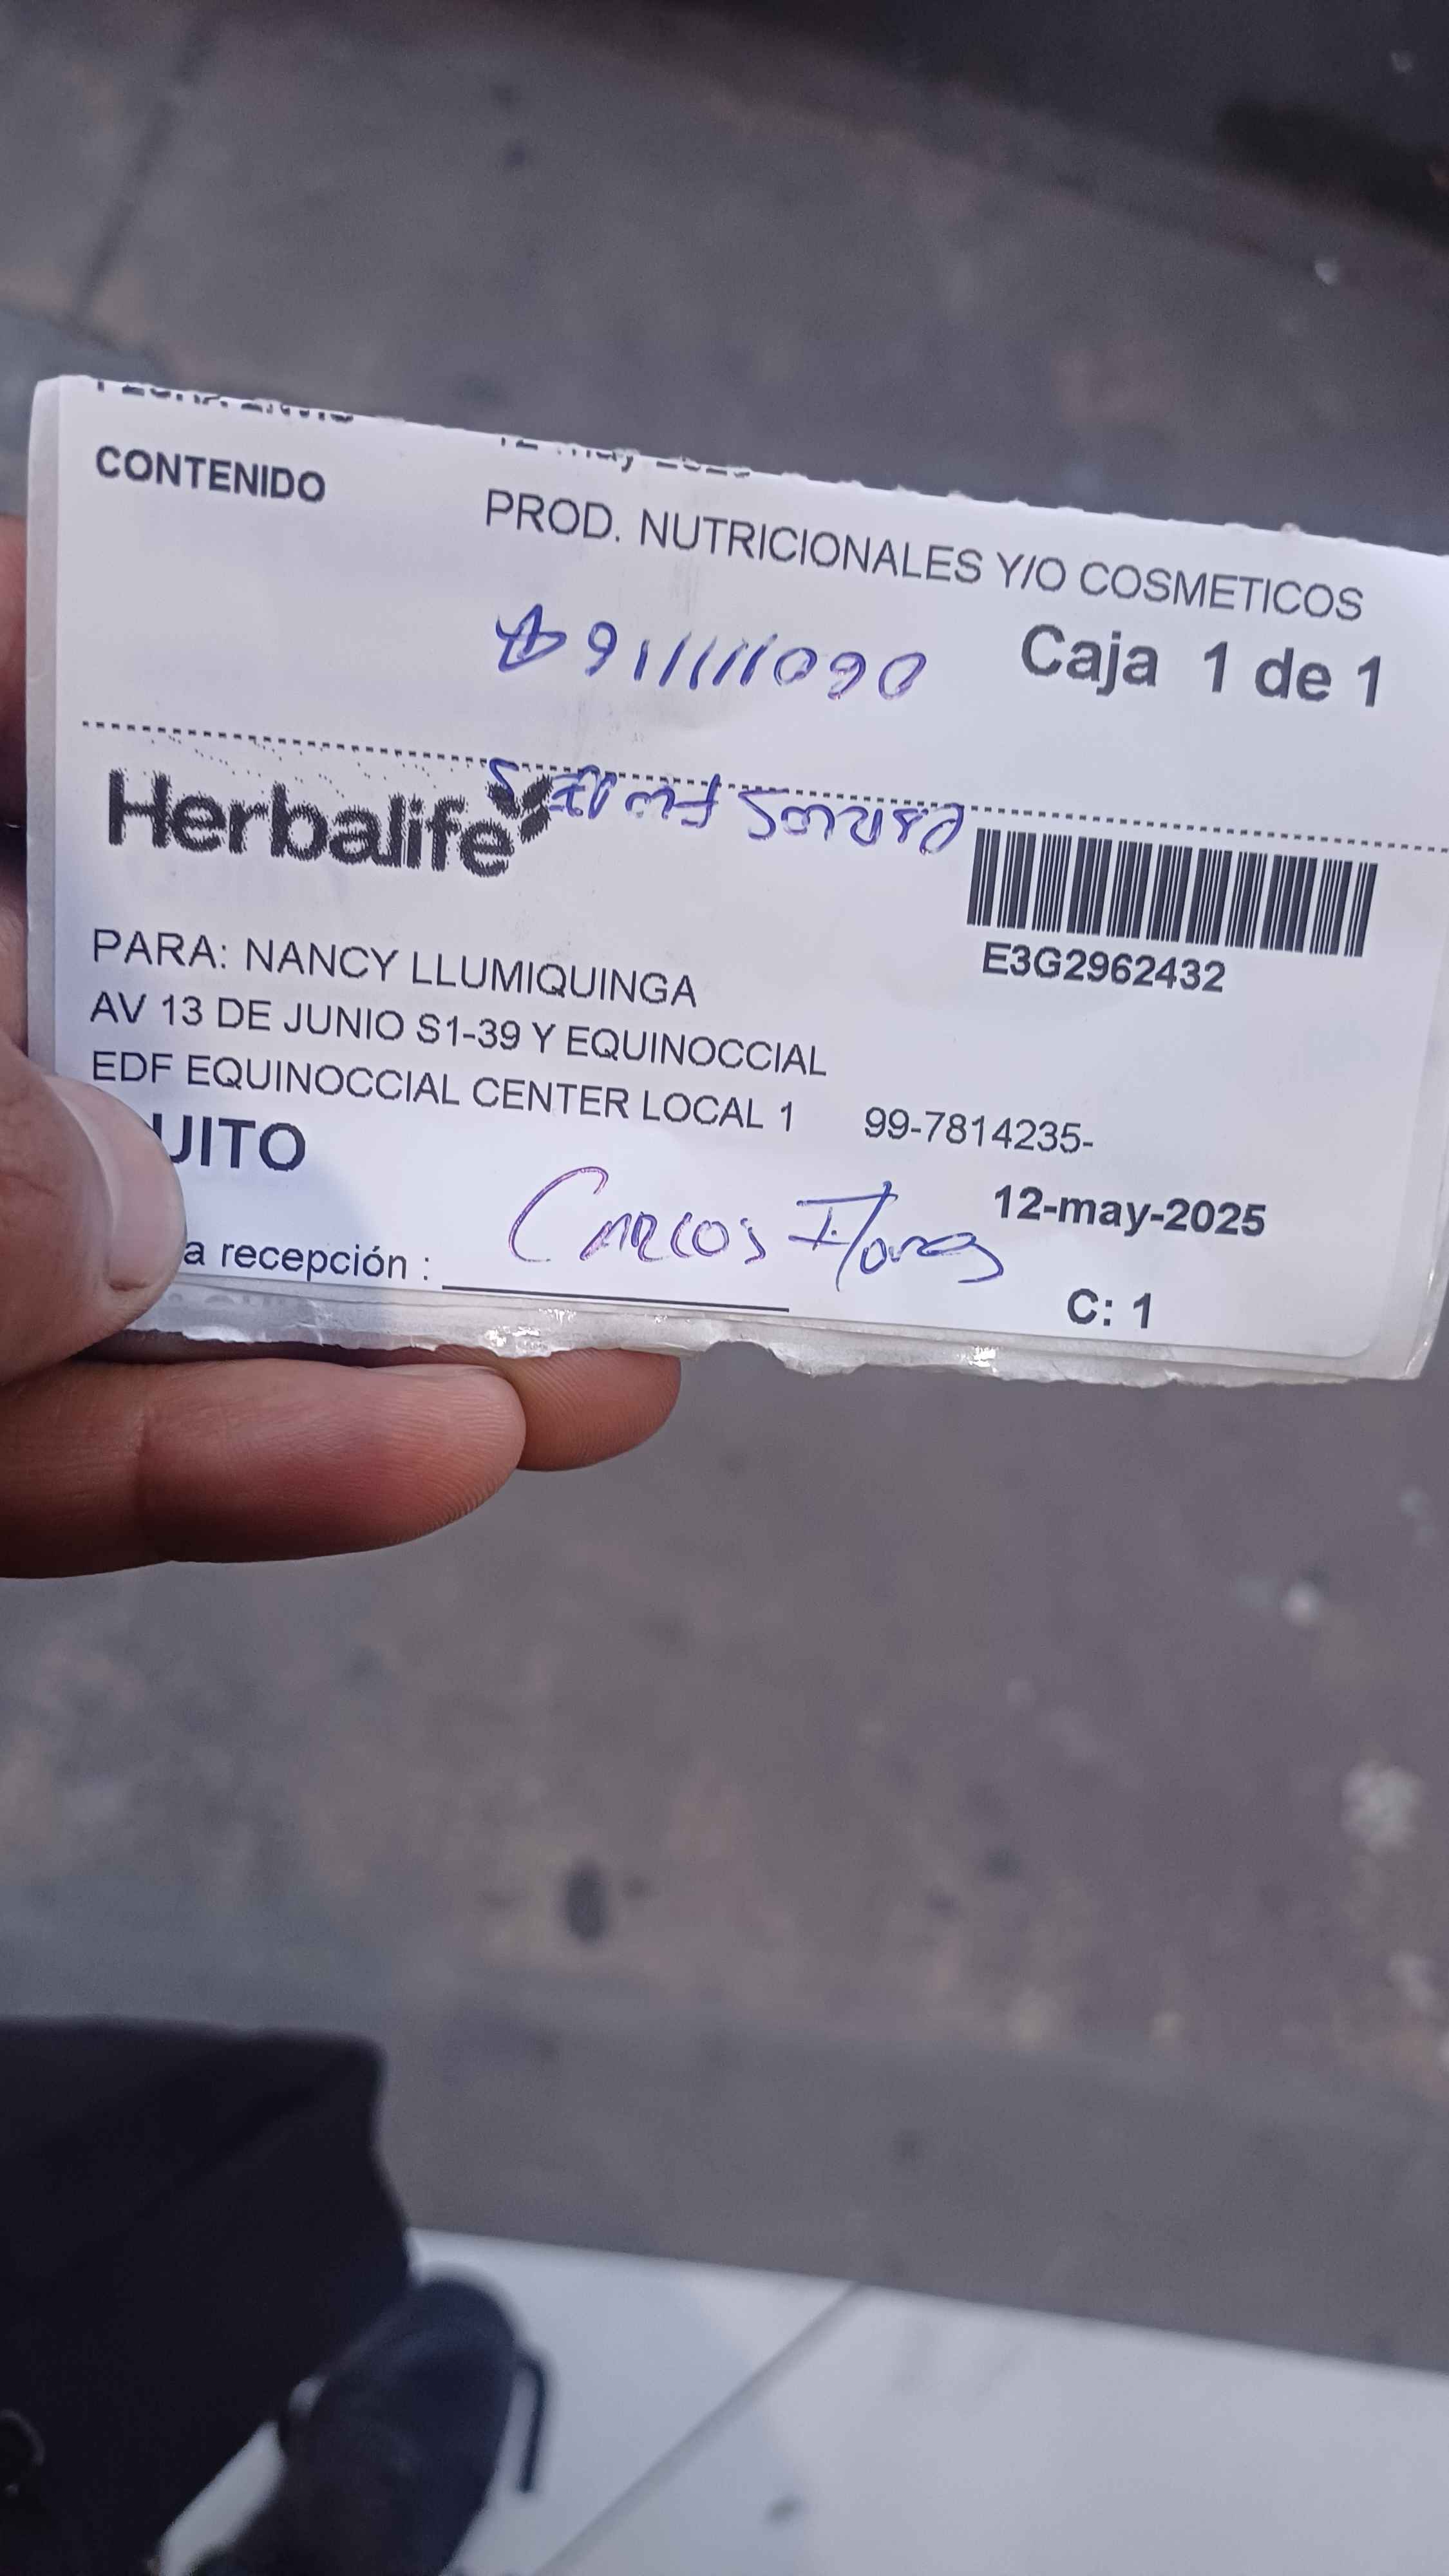 CONTENIDO
PROD. NUTRICIONALES Y/O COSMETICOS
Caja 1 de 1
Herbalife
CARLOS
E3G2962432
PARA: NANCY LLUMIQUINGA
AV 13 DE JUNIO S1-39 Y EQUINOCCIAL
EDF EQUINOCCIAL CENTER LOCAL 1 99-7814235-
UITO
12-may-2025
a recepción : Carlos Flores
C: 1